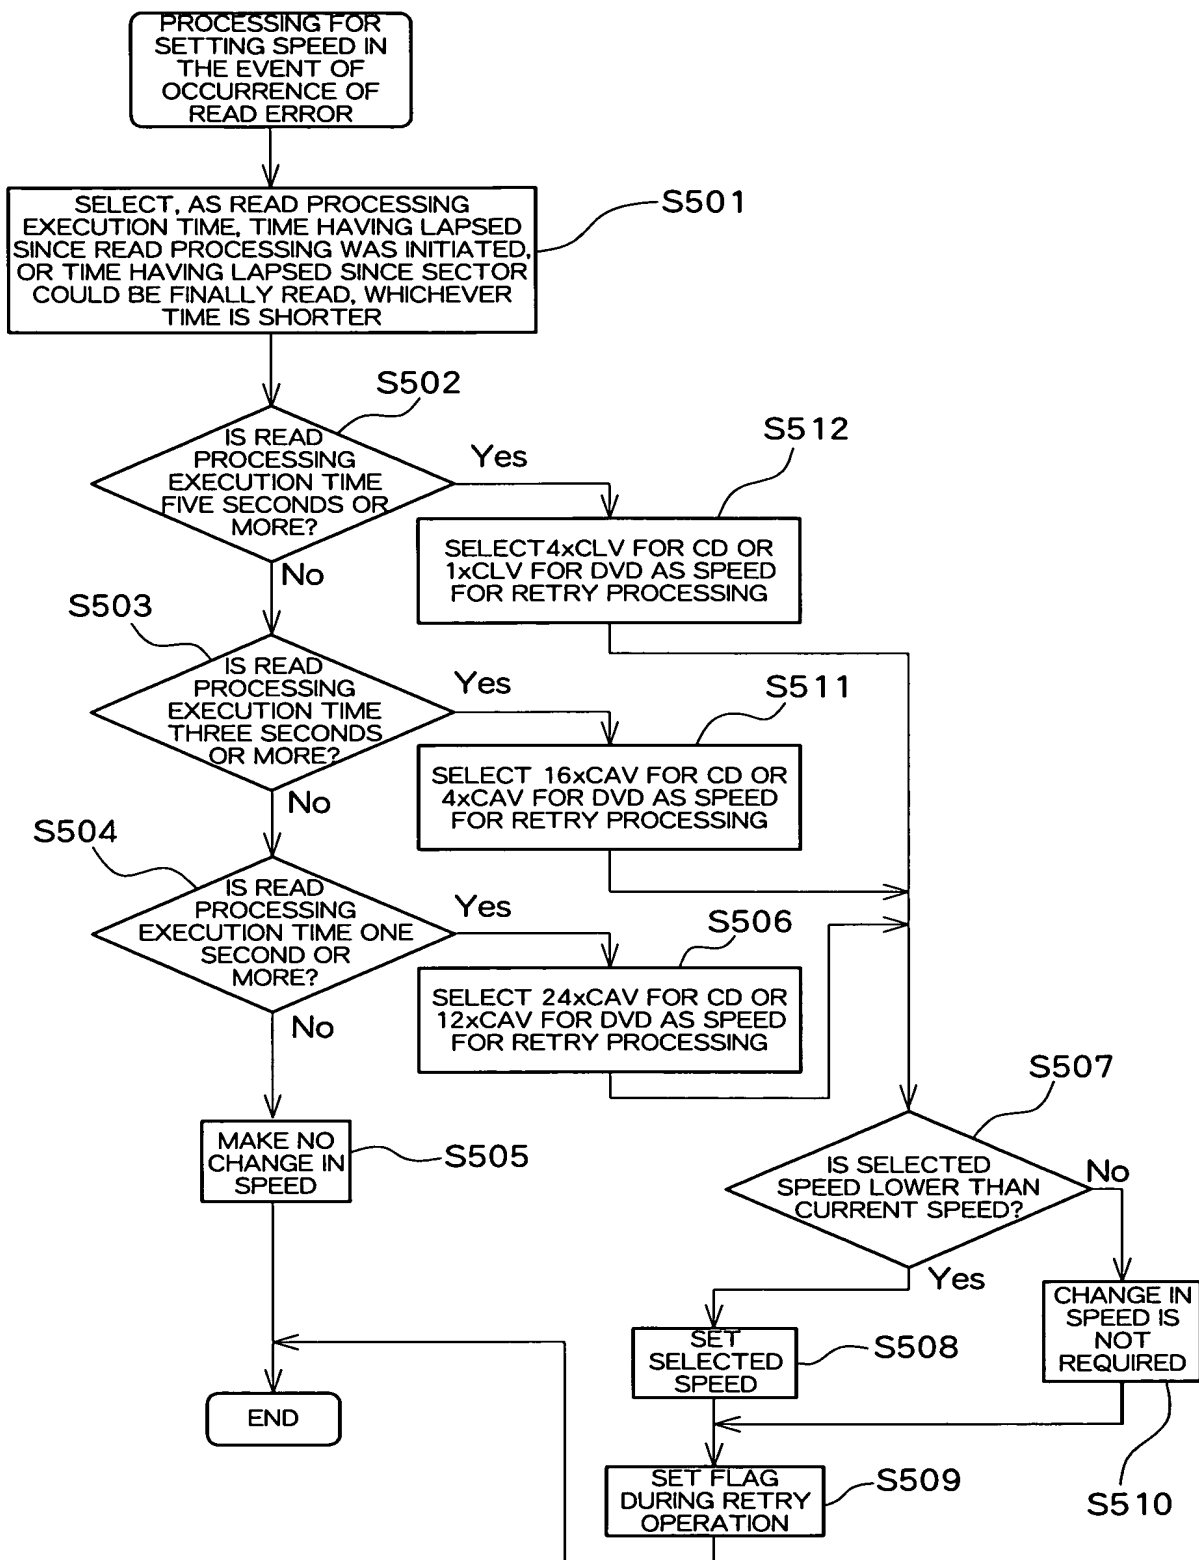 PROCESSING FOR
SETTING SPEED IN
THE EVENT OF
OCCURRENCE OF
READ ERROR
SELECT, AS READ PROCESSING
EXECUTION TIME, TIME HAVING LAPSED
SINCE READ PROCESSING WAS INITIATED,
OR TIME HAVING LAPSED SINCE SECTOR
COULD BE FINALLY READ, WHICHEVER
TIME IS SHORTER
S501
S502
IS READ
PROCESSING
EXECUTION TIME
FIVE SECONDS OR
MORE?
Yes
No
S512
SELECT 4xCLV FOR CD OR
1xCLV FOR DVD AS SPEED
FOR RETRY PROCESSING
S503
IS READ
PROCESSING
EXECUTION TIME
THREE SECONDS
OR MORE?
Yes
No
S511
SELECT 16xCAV FOR CD OR
4xCAV FOR DVD AS SPEED
FOR RETRY PROCESSING
S504
IS READ
PROCESSING
EXECUTION TIME ONE
SECOND OR
MORE?
Yes
No
S506
SELECT 24xCAV FOR CD OR
12xCAV FOR DVD AS SPEED
FOR RETRY PROCESSING
MAKE NO
CHANGE IN
SPEED
S505
S507
IS SELECTED
SPEED LOWER THAN
CURRENT SPEED?
No
Yes
CHANGE IN
SPEED IS
NOT
REQUIRED
S510
SET
SELECTED
SPEED
S508
END
SET FLAG
DURING RETRY
OPERATION
S509